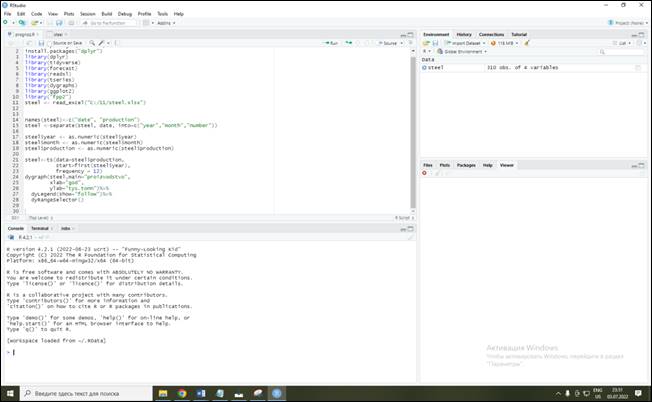 RStudio
File Edit Code View Plots Session Build Debug Profile Tools Help
Go to file/function
Addins
Project: (None)
prognoz.R
steel
Source on Save
Run
Source
2 install.packages("dplyr")
3 library(dplyr)
4 library(tidyverse)
5 library(forecast)
6 library(readxl)
7 library(tseries)
8 library(dygraphs)
9 library(ggplot2)
10 library("fpp2")
11 steel <- read_excel("C:/11/steel.xlsx")
12
13
14 names(steel)<-c("date", "production")
15 steel <-separate(steel, date, into=c("year","month","number"))
16
17 steel$year <- as.numeric(steel$year)
18 steel$month <- as.numeric(steel$month)
19 steel$production <- as.numeric(steel$production)
20
21 steel<-ts(data=steel$production,
22 start=first(steel$year),
23 frequency = 12)
24 dygraph(steel,main="proizvodstvo",
25 xlab="god",
26 ylab="tys.tonn")%>%
27 dyLegend(show="follow")%>%
28 dyRangeSelector()
29
30
(Top Level)
R Script
Console Terminal Jobs
R 4.2.1 · ~/
R version 4.2.1 (2022-06-23 ucrt) -- "Funny-Looking Kid"
Copyright (C) 2022 The R Foundation for Statistical Computing
Platform: x86_64-w64-mingw32/x64 (64-bit)
R is free software and comes with ABSOLUTELY NO WARRANTY.
You are welcome to redistribute it under certain conditions.
Type 'license()' or 'licence()' for distribution details.
R is a collaborative project with many contributors.
Type 'contributors()' for more information and
'citation()' on how to cite R or R packages in publications.
Type 'demo()' for some demos, 'help()' for on-line help, or
'help.start()' for an HTML browser interface to help.
Type 'q()' to quit R.
[Workspace loaded from ~/.RData]
>
Environment History Connections Tutorial
Import Dataset
118 MiB
List
R Global Environment
Data
steel 310 obs. of 4 variables
Files Plots Packages Help Viewer
Активация Windows
Чтобы активировать Windows, перейдите в раздел
"Параметры".
Введите здесь текст для поиска
ENG
US
23:31
03.07.2022